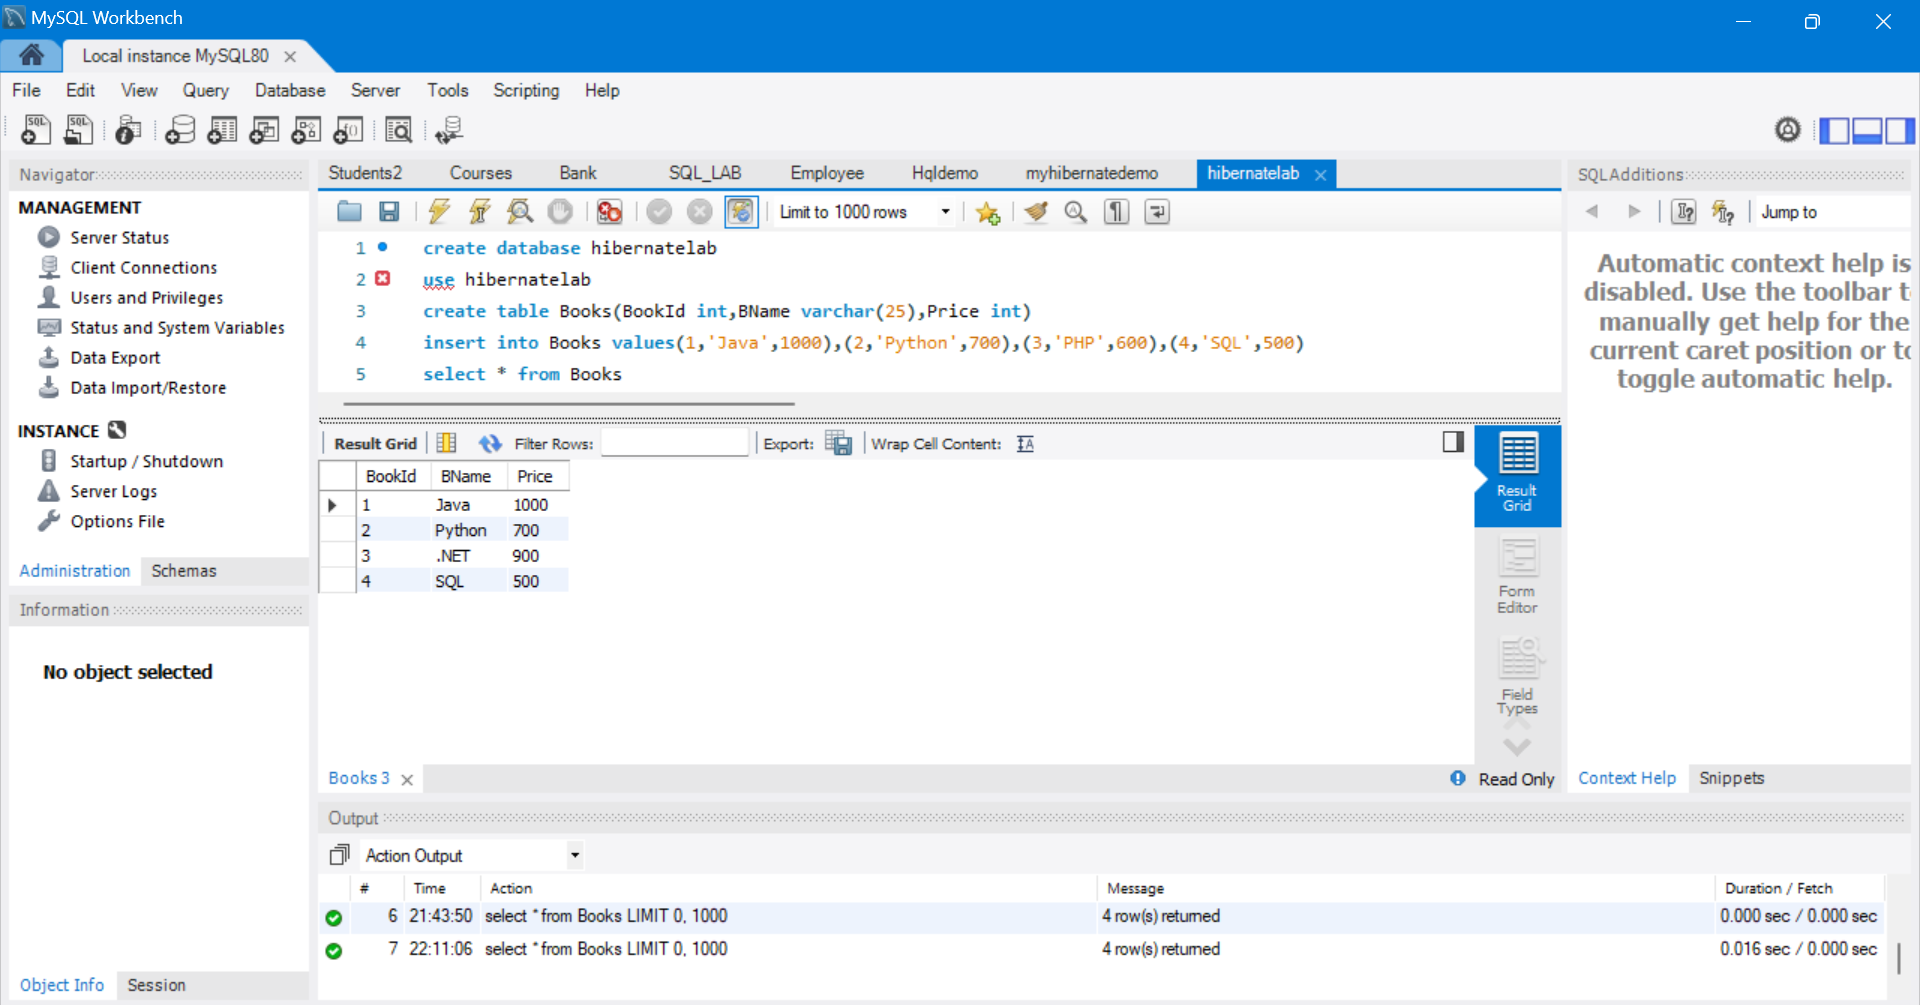 MySQL Workbench
Local instance MySQL80
File Edit View Query Database Server Tools Scripting Help
Navigator
MANAGEMENT
Server Status
Client Connections
Users and Privileges
Status and System Variables
Data Export
Data Import/Restore
INSTANCE
Startup / Shutdown
Server Logs
Options File
Administration Schemas
Information
No object selected
Object Info Session
Students2 Courses Bank SQL_LAB Employee Hqldemo myhibernatedemo hibernatelab
Limit to 1000 rows
1 create database hibernatelab
2 use hibernatelab
3 create table Books(BookId int,BName varchar(25),Price int)
4 insert into Books values(1,'Java',1000),(2,'Python',700),(3,'PHP',600),(4,'SQL',500)
5 select * from Books
Result Grid Filter Rows: Export: Wrap Cell Content:
BookId BName Price
1 Java 1000
2 Python 700
3 .NET 900
4 SQL 500
Result
Grid
Form
Editor
Field
Types
Books 3
Read Only
SQLAdditions
Jump to
Automatic context help is
disabled. Use the toolbar t
manually get help for the
current caret position or to
toggle automatic help.
Context Help Snippets
Output
Action Output
# Time Action Message Duration / Fetch
6 21:43:50 select * from Books LIMIT 0, 1000 4 row(s) returned 0.000 sec / 0.000 sec
7 22:11:06 select * from Books LIMIT 0, 1000 4 row(s) returned 0.016 sec / 0.000 sec